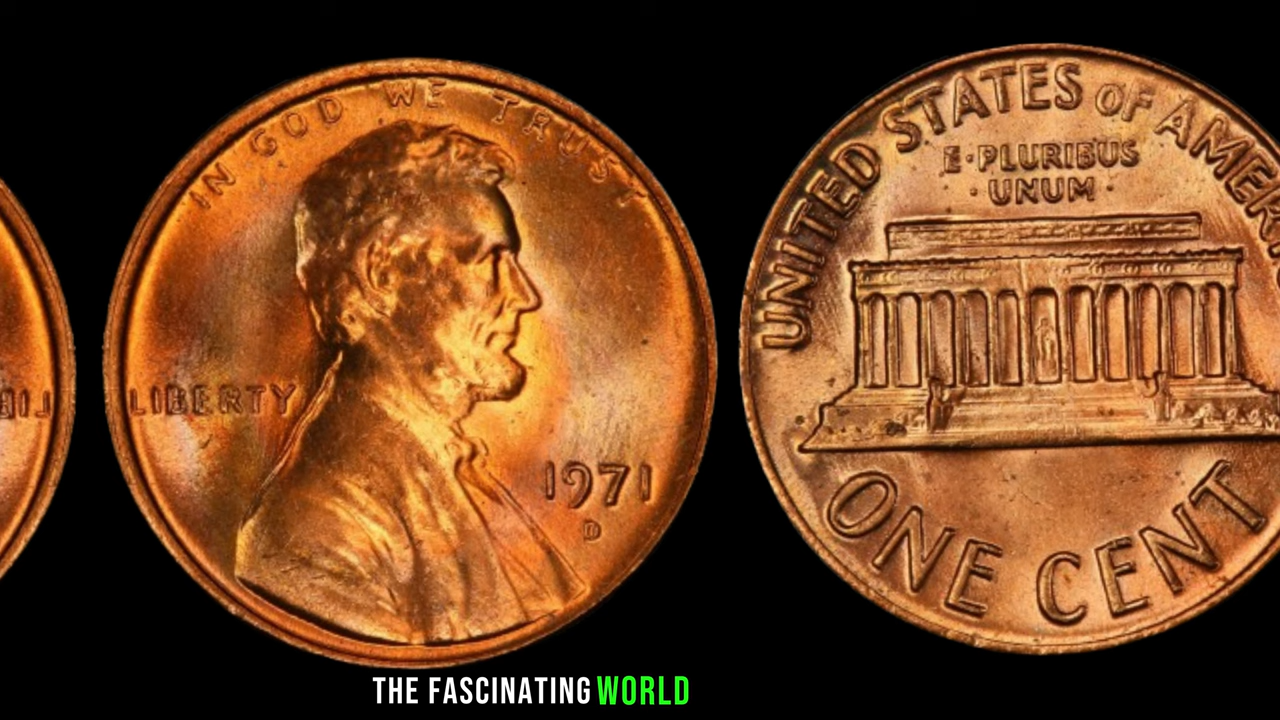 IN GOD WE TRUST
LIBERTY
1971
D
UNITED STATES OF AMERICA
E·PLURIBUS
·UNUM·
ONE CENT
THE FASCINATING WORLD